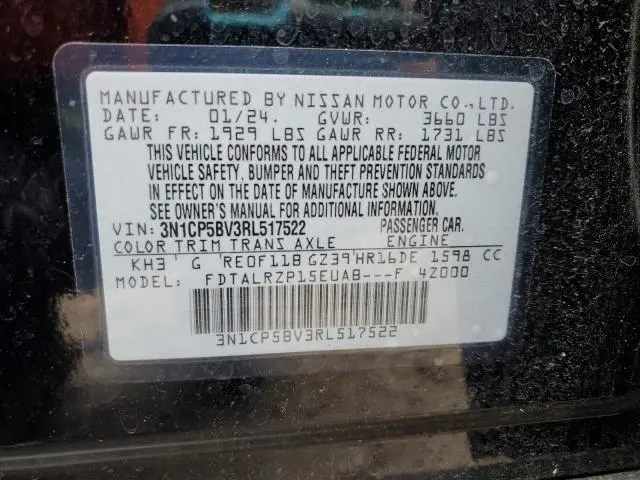 MANUFACTURED BY NISSAN MOTOR CO., LTD.
DATE: 01/24. GVWR: 3660 LBS
GAWR FR: 1929 LBS GAWR RR: 1731 LBS
THIS VEHICLE CONFORMS TO ALL APPLICABLE FEDERAL MOTOR
VEHICLE SAFETY, BUMPER AND THEFT PREVENTION STANDARDS
IN EFFECT ON THE DATE OF MANUFACTURE SHOWN ABOVE.
SEE OWNER'S MANUAL FOR ADDITIONAL INFORMATION.
VIN: 3N1CP5BV3RL517522 PASSENGER CAR.
COLOR TRIM TRANS AXLE ENGINE
KH3 G RE0F11B GZ39 HR16DE 1598 CC
MODEL: FDTALRZP15EUAB---F 4Z000
3N1CP5BV3RL517522